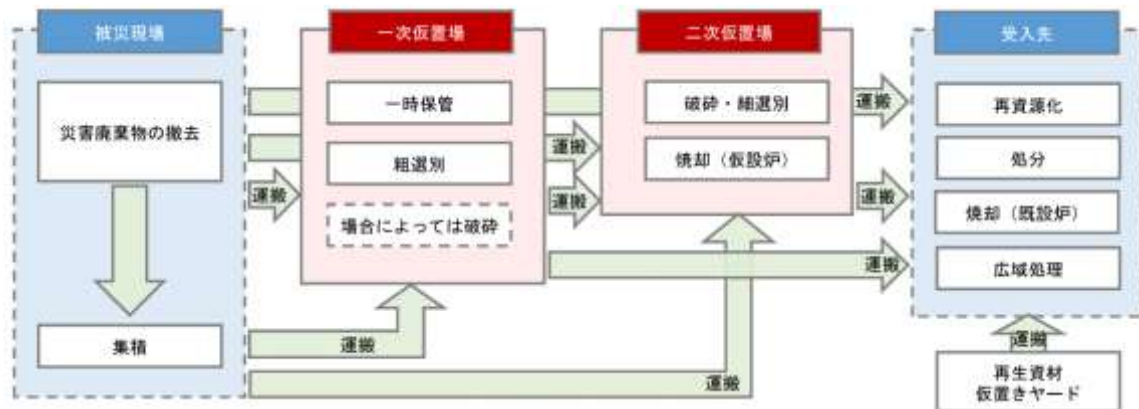 被災現場
災害廃棄物の撤去
集積
一次仮置場
一時保管
粗選別
場合によっては破砕
二次仮置場
破砕・細選別
焼却（仮設炉）
受入先
再資源化
処分
焼却（既設炉）
広域処理
再生資材
仮置きヤード
運搬
運搬
運搬
運搬
運搬
運搬
運搬
運搬
運搬